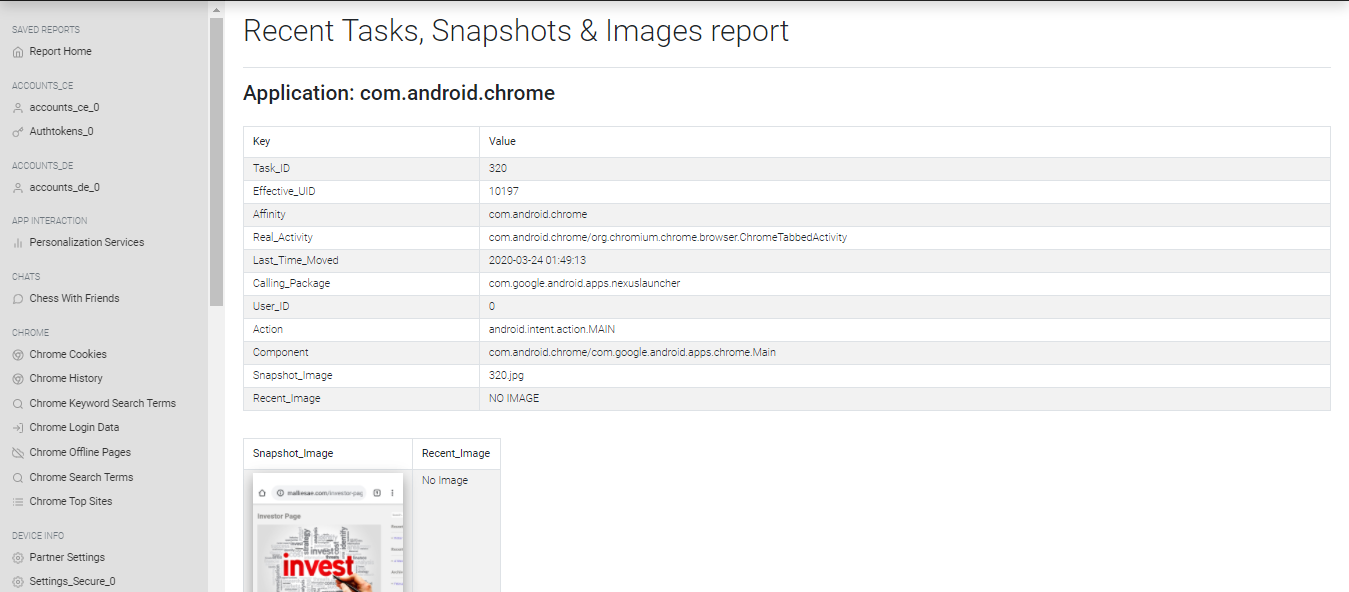 SAVED REPORTS
Report Home
ACCOUNTS_CE
accounts_ce_0
Authtokens_0
ACCOUNTS_DE
accounts_de_0
APP INTERACTION
Personalization Services
CHATS
Chess With Friends
CHROME
Chrome Cookies
Chrome History
Chrome Keyword Search Terms
Chrome Login Data
Chrome Offline Pages
Chrome Search Terms
Chrome Top Sites
DEVICE INFO
Partner Settings
Settings_Secure_0
Recent Tasks, Snapshots & Images report
Application: com.android.chrome
Key Value
Task_ID 320
Effective_UID 10197
Affinity com.android.chrome
Real_Activity com.android.chrome/org.chromium.chrome.browser.ChromeTabbedActivity
Last_Time_Moved 2020-03-24 01:49:13
Calling_Package com.google.android.apps.nexuslauncher
User_ID 0
Action android.intent.action.MAIN
Component com.android.chrome/com.google.android.apps.chrome.Main
Snapshot_Image 320.jpg
Recent_Image NO IMAGE
Snapshot_Image Recent_Image
No Image
Investor Page
strategy
identify
invest
invest